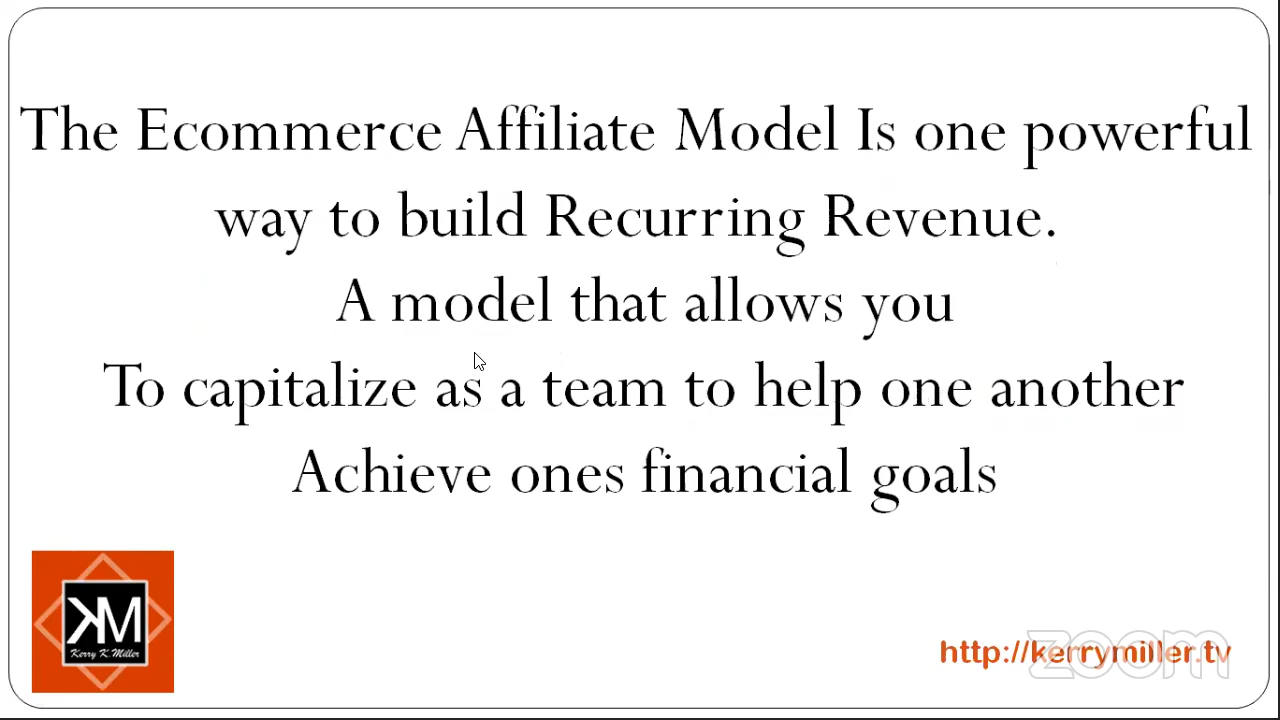 The Ecommerce Affiliate Model Is one powerful
way to build Recurring Revenue.
A model that allows you
To capitalize as a team to help one another
Achieve ones financial goals
KM
Kerry K. Miller
http://kerrymiller.tv
zoom